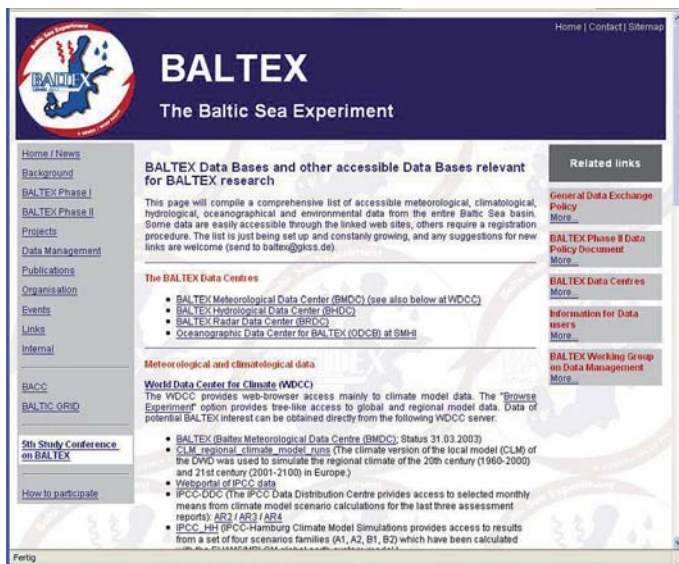 Home | Contact | Sitemap
BALTEX
BALTEX
The Baltic Sea Experiment
Home / News
Background
BALTEX Phase I
BALTEX Phase II
Projects
Data Management
Publications
Organisation
Events
Links
Internal
BACC
BALTIC GRID
5th Study Conference
on BALTEX
How to participate
BALTEX Data Bases and other accessible Data Bases relevant
for BALTEX research
This page will compile a comprehensive list of accessible meteorological, climatological,
hydrological, oceanographical and environmental data from the entire Baltic Sea basin.
Some data are easily accessible through the linked web sites, others require a registration
procedure. The list is just being set up and constanly growing, and any suggestions for new
links are welcome (send to baltex@gkss.de).
The BALTEX Data Centres
BALTEX Meteorological Data Center (BMDC) (see also below at WDCC)
BALTEX Hydrological Data Center (BHDC)
BALTEX Radar Data Center (BRDC)
Oceanographic Data Center for BALTEX (ODCB) at SMHI
Meteorological and climatological data
World Data Center for Climate (WDCC)
The WDCC provides web-browser access mainly to climate model data. The "Browse
Experiment" option provides tree-like access to global and regional model data. Data of
potential BALTEX interest can be obtained directly from the following WDCC server:
BALTEX (Baltex Meteorological Data Centre (BMDC); Status 31.03.2003)
CLM_regional_climate_model_runs (The climate version of the local model (CLM) of
the DWD was used to simulate the regional climate of the 20th century (1960-2000)
and 21st century (2001-2100) in Europe.)
Webportal of IPCC data
IPCC-DDC (The IPCC Data Distribution Centre privides access to selected monthly
means from climate model scenario calculations for the last three assessment
reports): AR2 / AR3 / AR4
IPCC_HH (IPCC-Hamburg Climate Model Simulations provides access to results
from a set of four scenarios families (A1, A2, B1, B2) which have been calculated
Related links
General Data Exchange
Policy
More...
BALTEX Phase II Data
Policy Document
More...
BALTEX Data Centres
More...
Information for Data
users
More...
BALTEX Working Group
on Data Management
More...
Fertig